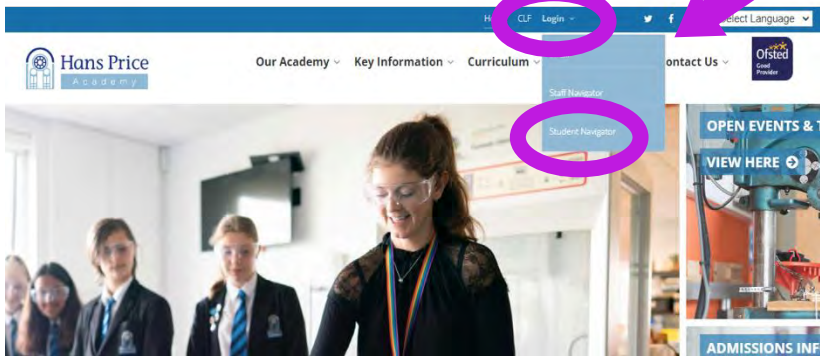 CLF Login
Select Language
Hans Price
Academy
Our Academy
Key Information
Curriculum
Contact Us
Ofsted
Good
Provider
Staff Navigator
Student Navigator
OPEN EVENTS &
VIEW HERE
ADMISSIONS INF